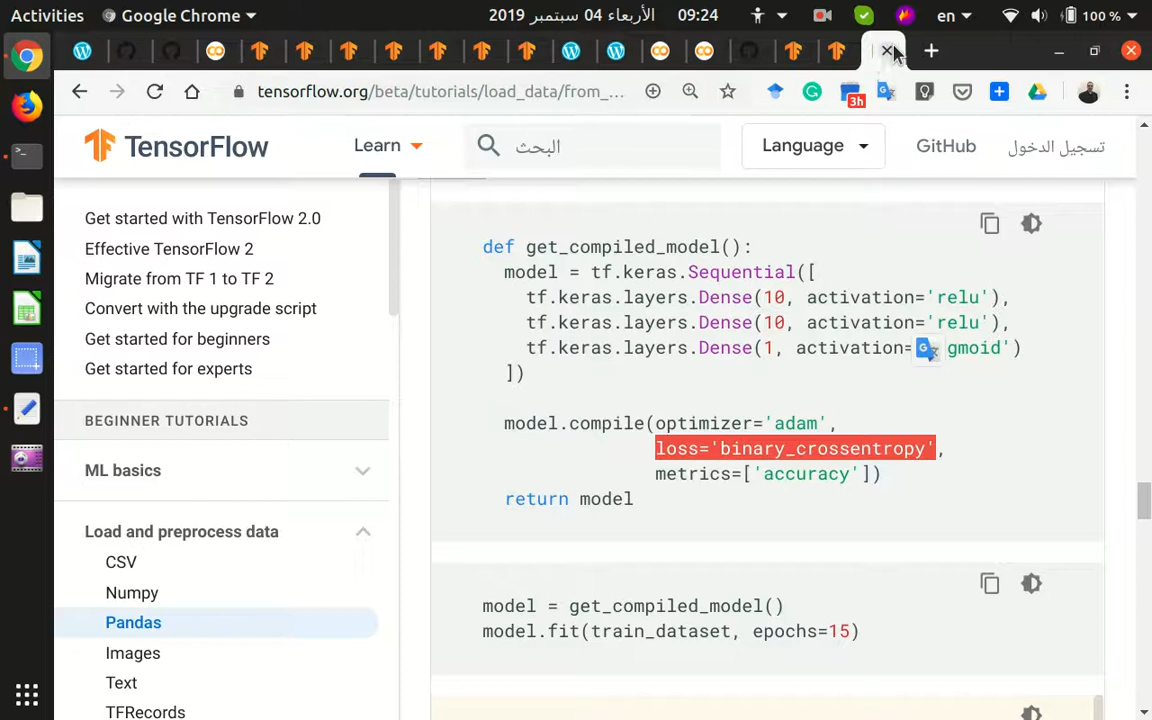 Activities Google Chrome الأربعاء 04 سبتمبر 2019 09:24 en 100 %
tensorflow.org/beta/tutorials/load_data/from_... 3h
TensorFlow Learn البحث Language GitHub تسجيل الدخول
Get started with TensorFlow 2.0
Effective TensorFlow 2
Migrate from TF 1 to TF 2
Convert with the upgrade script
Get started for beginners
Get started for experts
BEGINNER TUTORIALS
ML basics
Load and preprocess data
CSV
Numpy
Pandas
Images
Text
TFRecords
def get_compiled_model():
model = tf.keras.Sequential([
tf.keras.layers.Dense(10, activation='relu'),
tf.keras.layers.Dense(10, activation='relu'),
tf.keras.layers.Dense(1, activation= gmoid')
])
model.compile(optimizer='adam',
loss='binary_crossentropy',
metrics=['accuracy'])
return model
model = get_compiled_model()
model.fit(train_dataset, epochs=15)